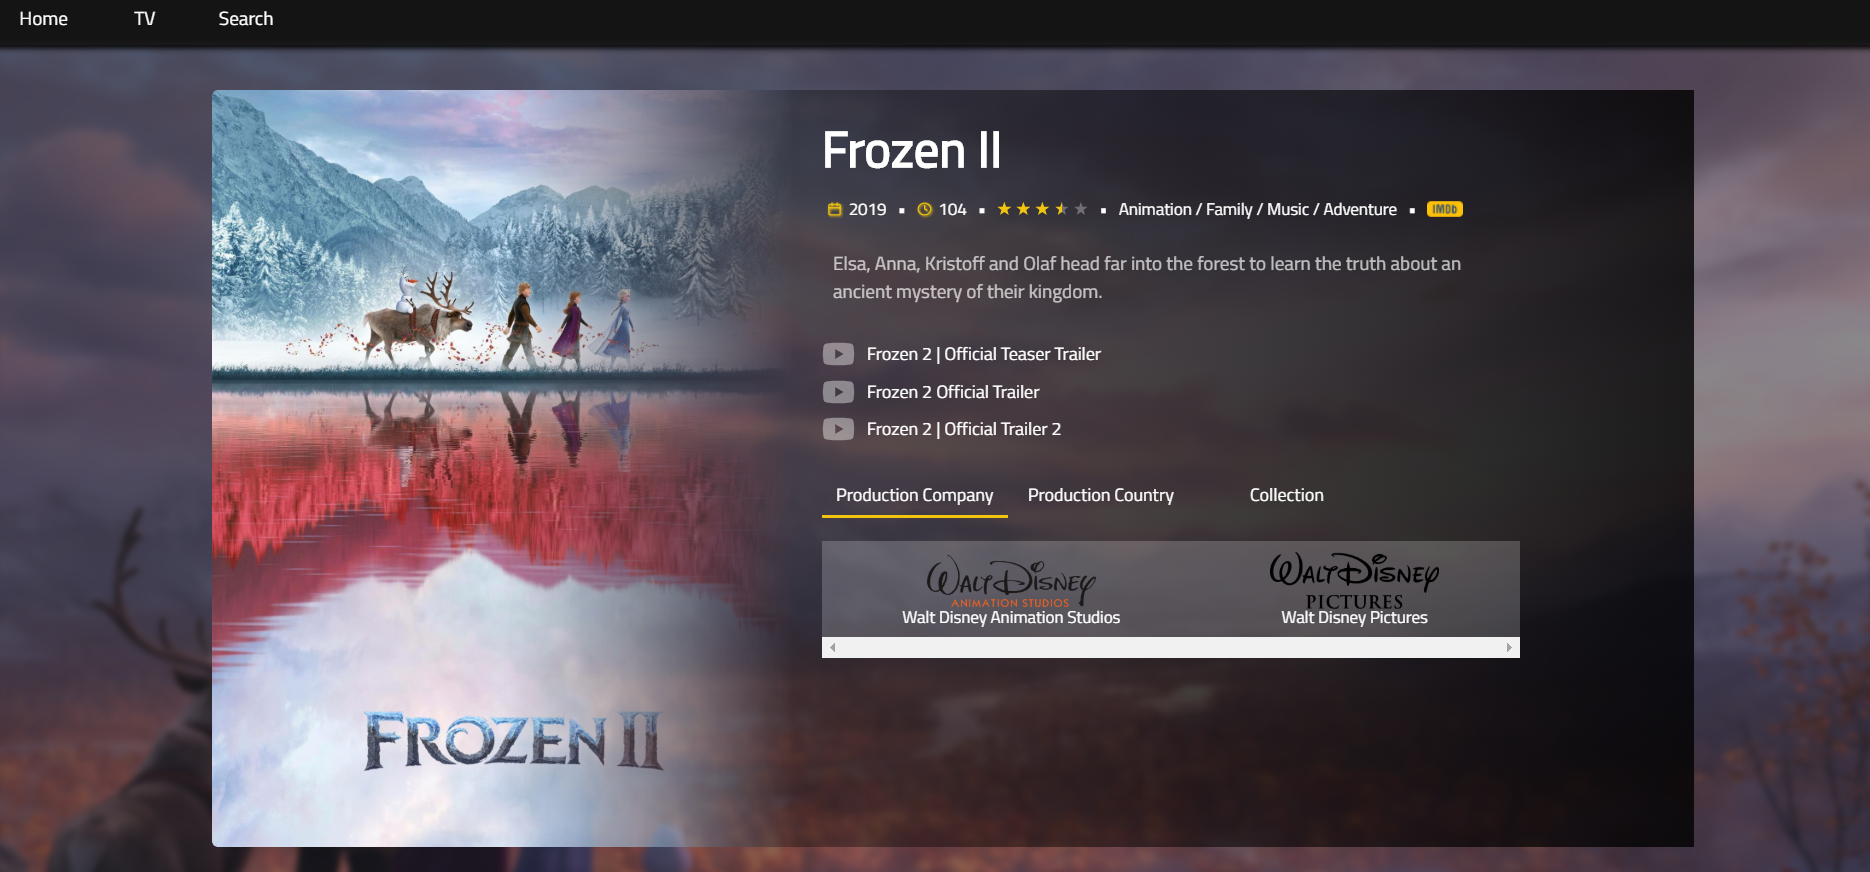 Home TV Search
Frozen II
2019 ▪ 104 ▪ ▪ Animation / Family / Music / Adventure ▪ IMDb
Elsa, Anna, Kristoff and Olaf head far into the forest to learn the truth about an
ancient mystery of their kingdom.
Frozen 2 | Official Teaser Trailer
Frozen 2 Official Trailer
Frozen 2 | Official Trailer 2
Production Company Production Country Collection
WALT DISNEY
ANIMATION STUDIOS
Walt Disney Animation Studios
WALT DISNEY
PICTURES
Walt Disney Pictures
FROZEN II